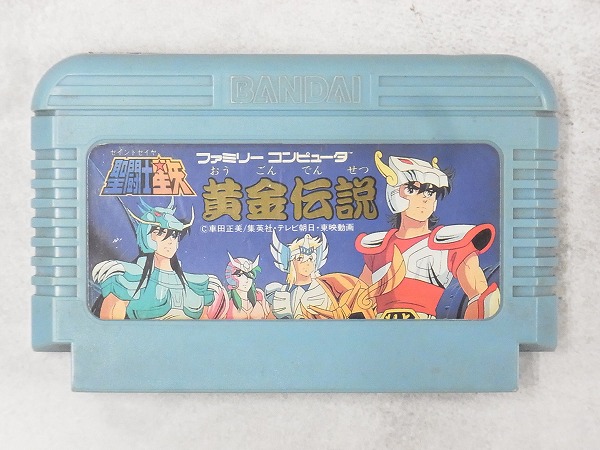 BANDAI
セイントセイヤ
聖闘士星矢
ファミリー コンピュータ™
おうごんでんせつ
黄金伝説
©車田正美/集英社・テレビ朝日・東映動画